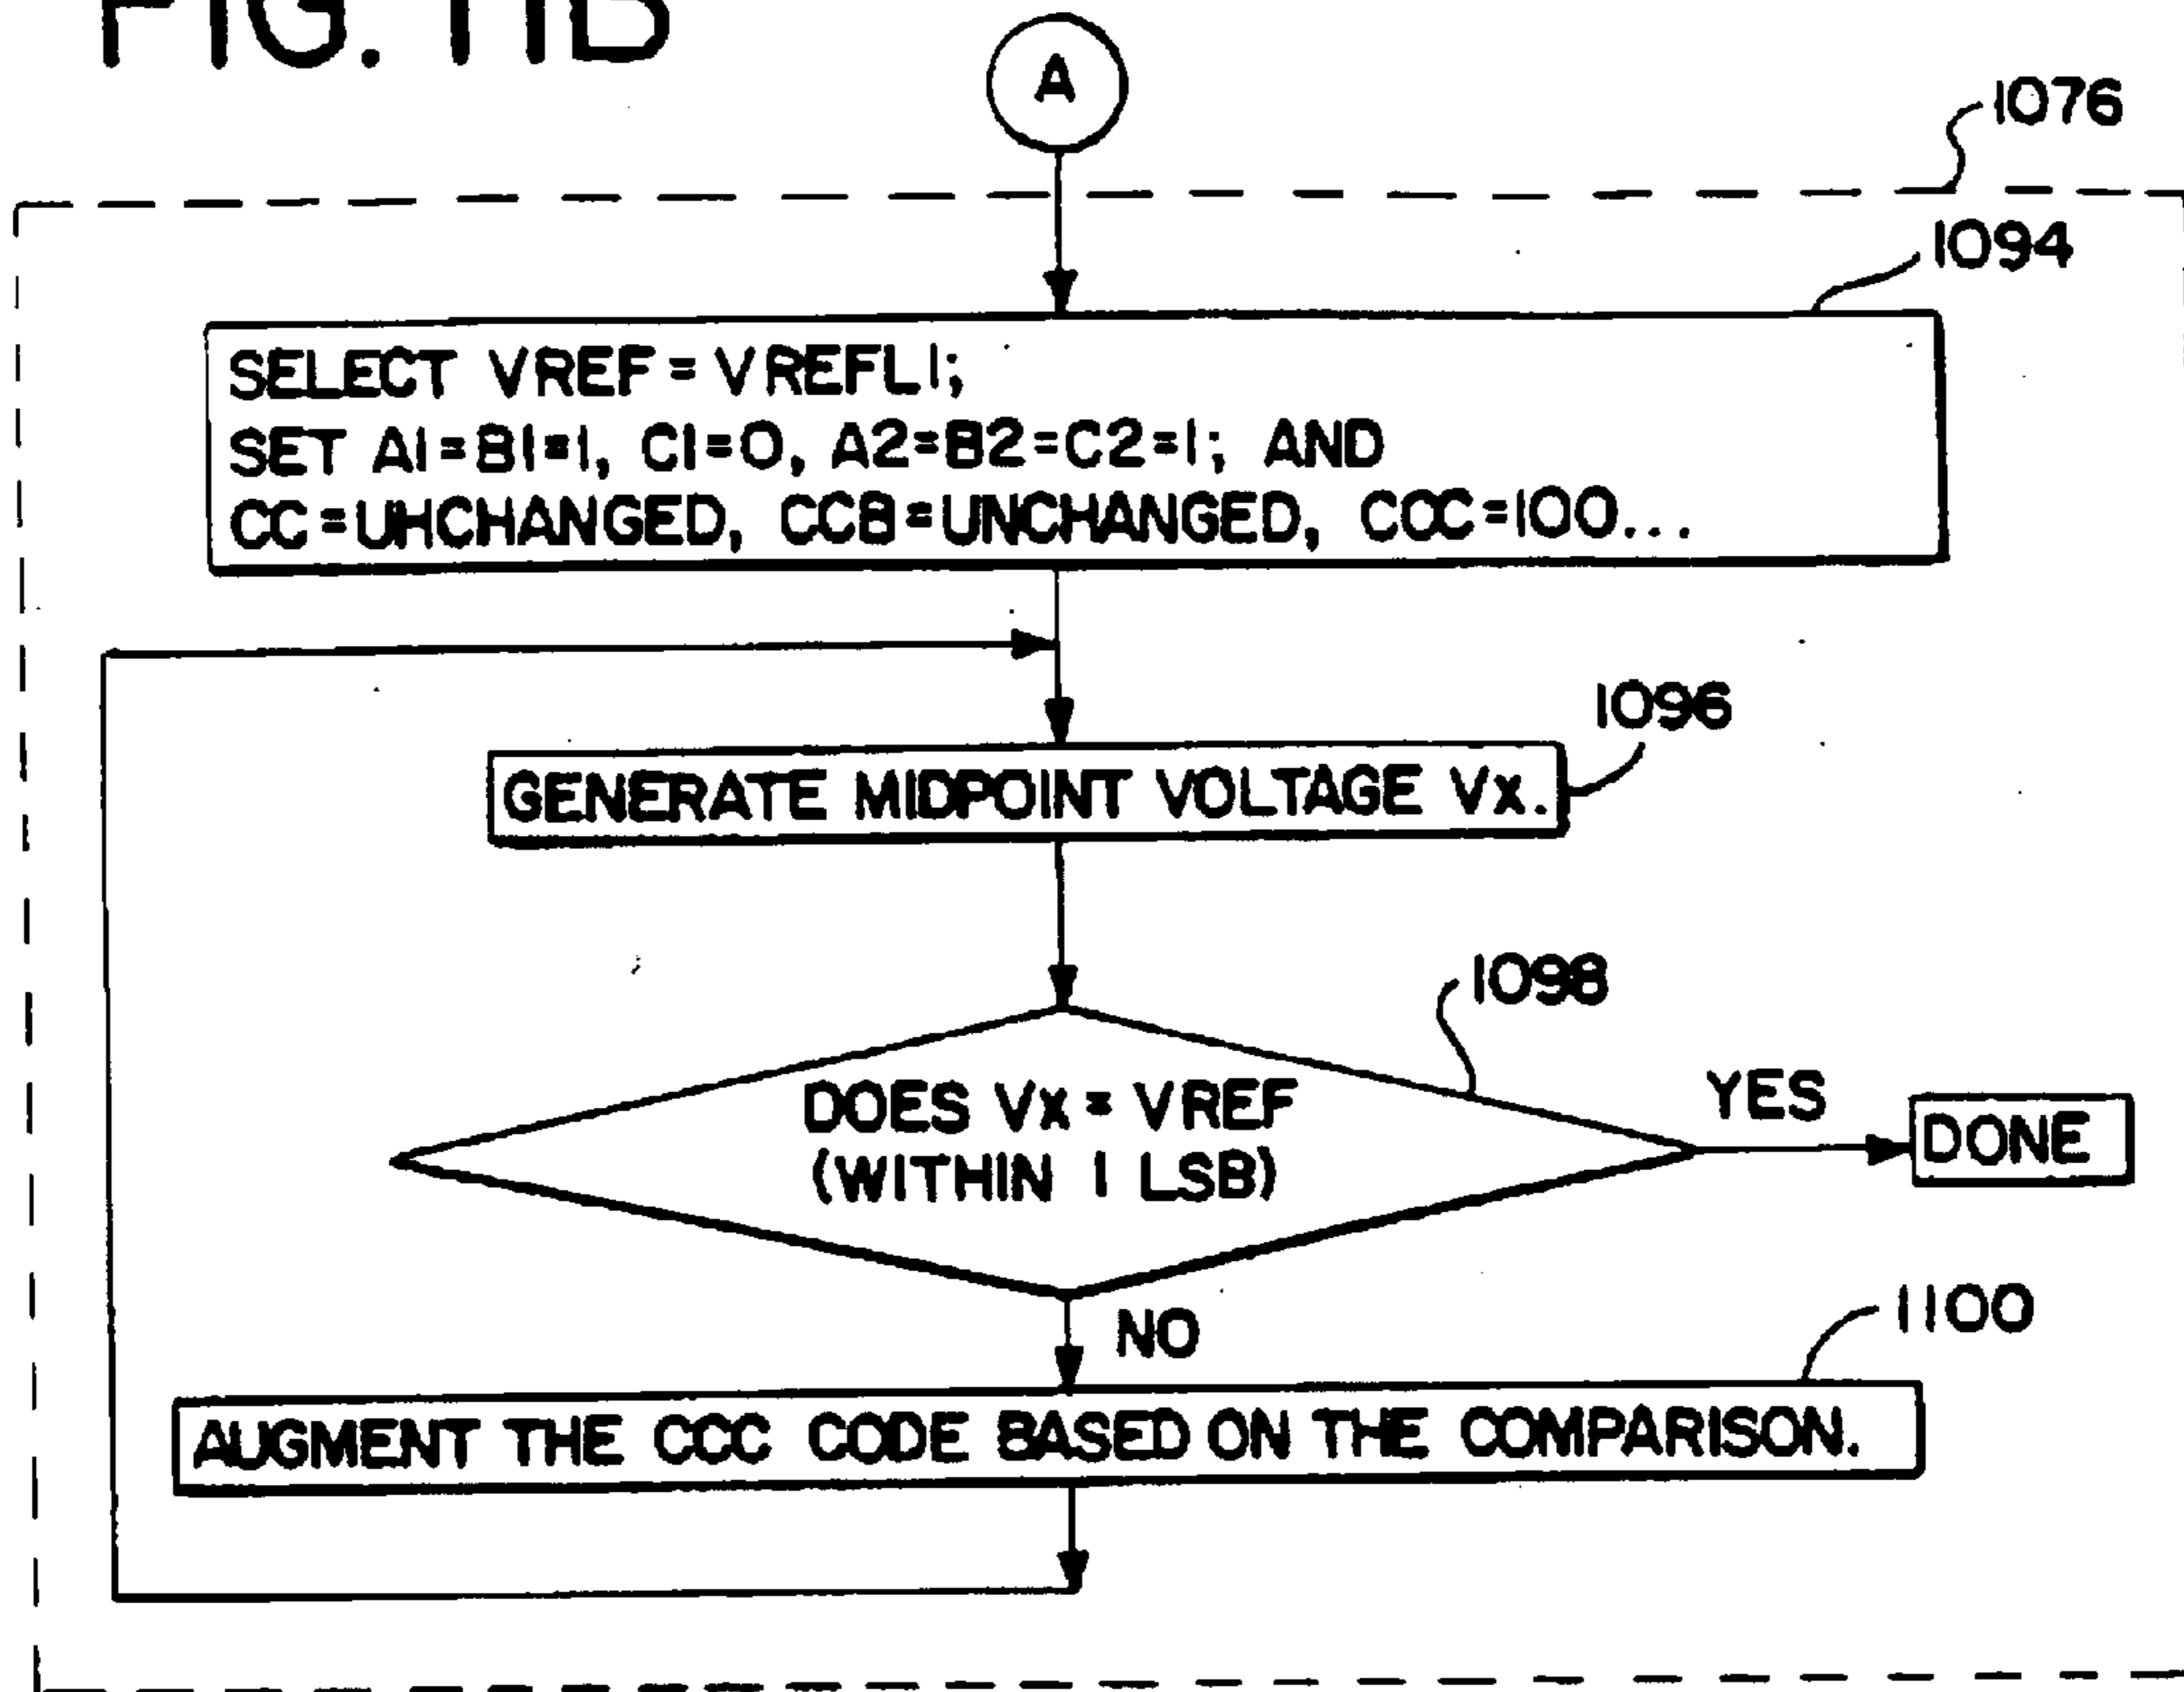 FIG. 11B
A
1076
1094
SELECT VREF = VREFL1;
SET A1=B1=1, C1=0, A2=B2=C2=1; AND
CC=UHCHANGED, CCB=UNCHANGED, CCC=100...
1096
GENERATE MIDPOINT VOLTAGE Vx.
1098
DOES Vx = VREF
(WITHIN 1 LSB)
YES
DONE
NO
1100
AUGMENT THE CCC CODE BASED ON THE COMPARISON.